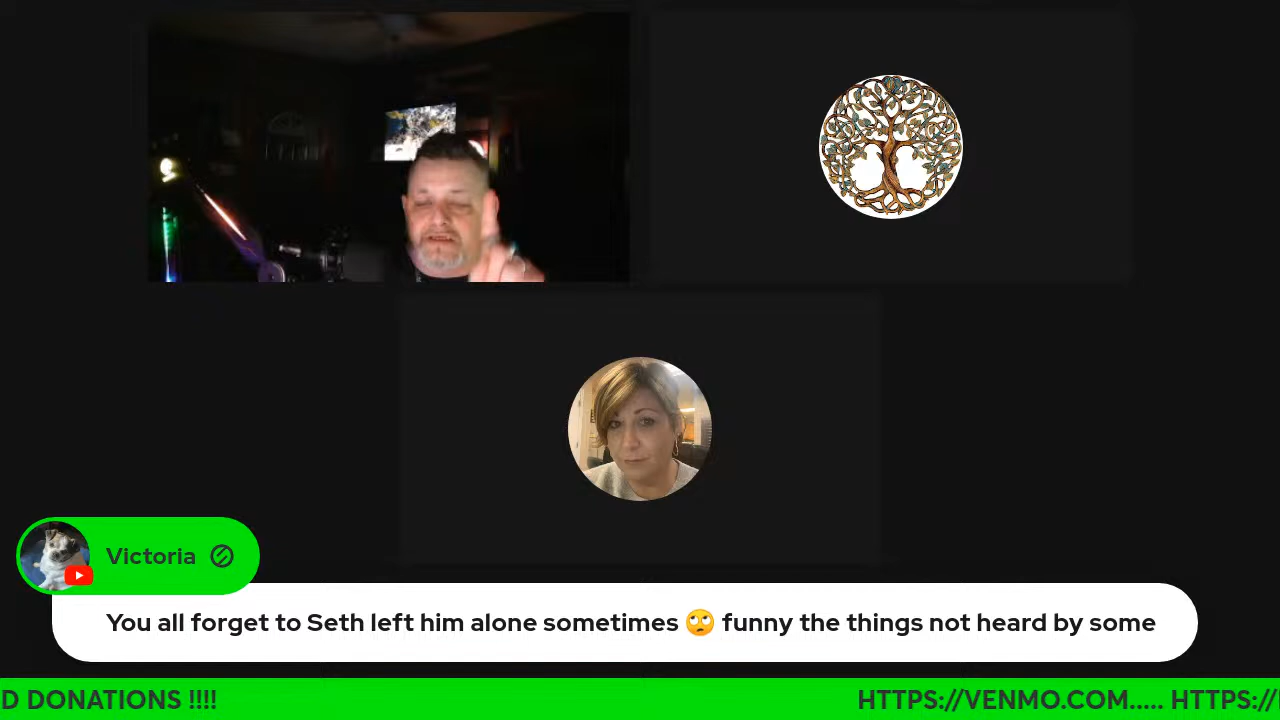 Victoria
You all forget to Seth left him alone sometimes 🙄 funny the things not heard by some
D DONATIONS !!!! HTTPS://VENMO.COM..... HTTPS://